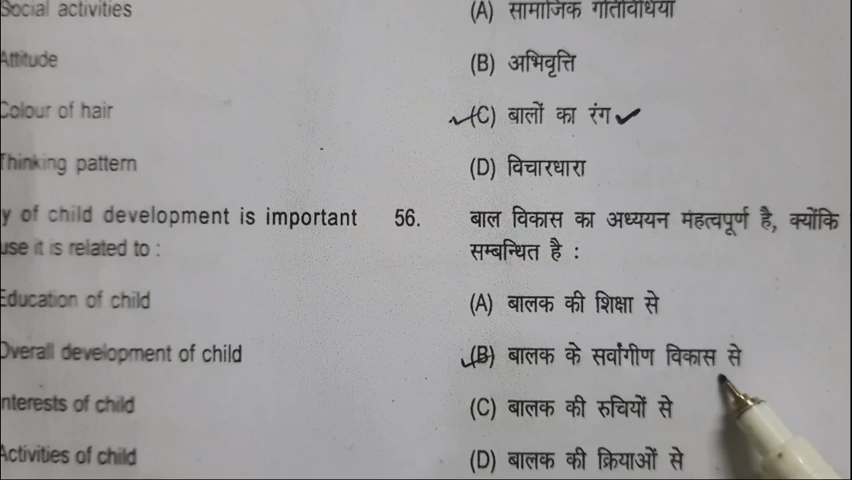 Social activities
(A) सामाजिक गतिविधियाँ
Attitude
(B) अभिवृत्ति
Colour of hair
(C) बालों का रंग
Thinking pattern
(D) विचारधारा
y of child development is important
use it is related to :
56. बाल विकास का अध्ययन महत्वपूर्ण है, क्योंकि
सम्बन्धित है :
Education of child
(A) बालक की शिक्षा से
Overall development of child
(B) बालक के सर्वांगीण विकास से
nterests of child
(C) बालक की रुचियों से
Activities of child
(D) बालक की क्रियाओं से